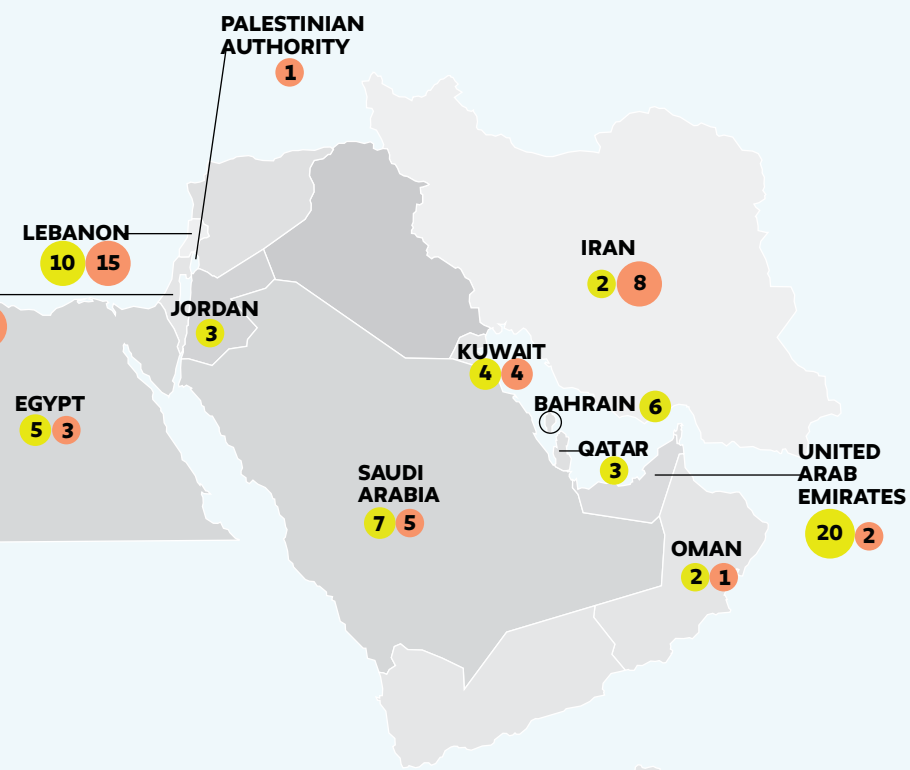 PALESTINIAN
AUTHORITY
1
LEBANON
10 15
IRAN
2 8
JORDAN
3
KUWAIT
4 4
EGYPT
5 3
BAHRAIN 6
QATAR
3
SAUDI
ARABIA
7 5
UNITED
ARAB
EMIRATES
20 2
OMAN
2 1